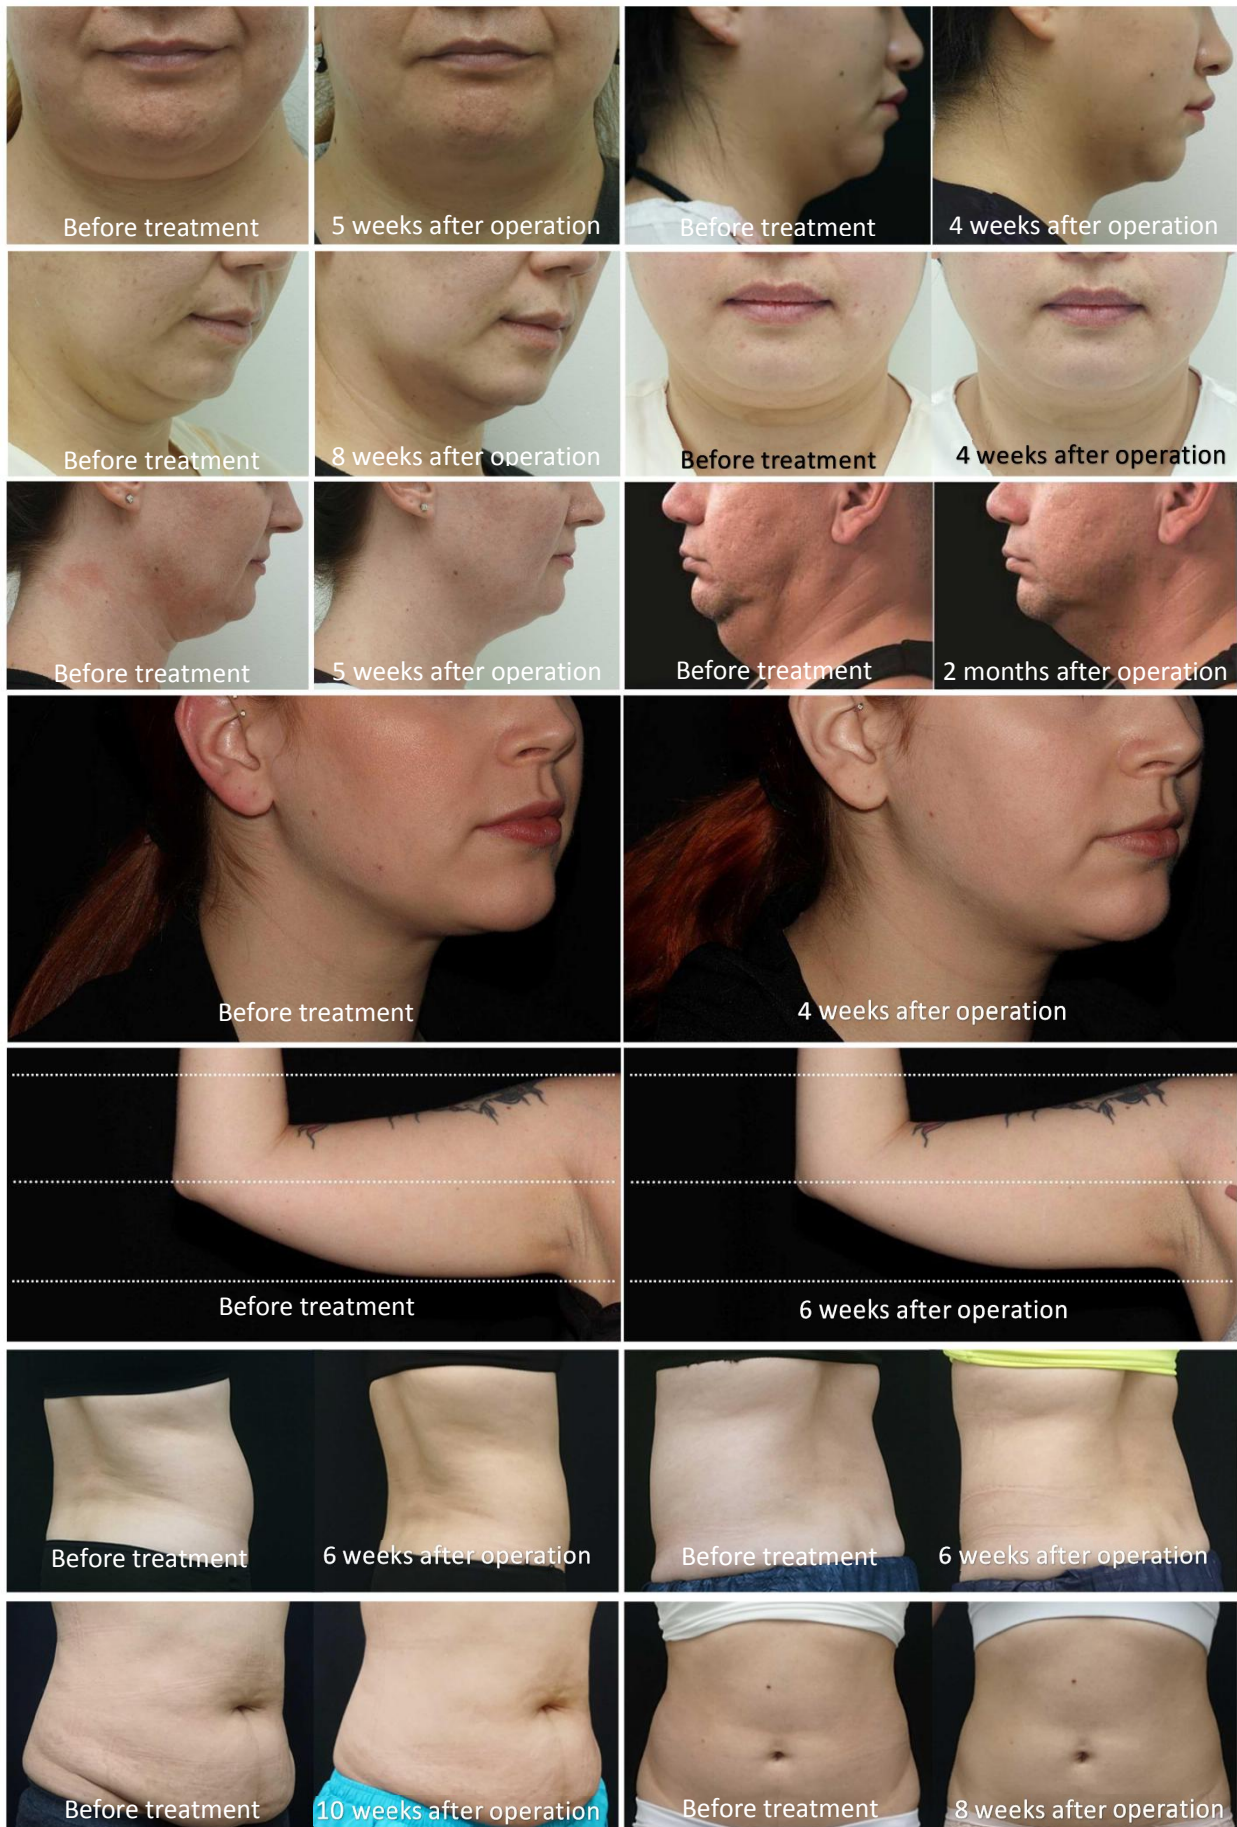 Before treatment
5 weeks after operation
Before treatment
4 weeks after operation
Before treatment
8 weeks after operation
Before treatment
4 weeks after operation
Before treatment
5 weeks after operation
Before treatment
2 months after operation
Before treatment
4 weeks after operation
Before treatment
6 weeks after operation
Before treatment
6 weeks after operation
Before treatment
6 weeks after operation
Before treatment
10 weeks after operation
Before treatment
8 weeks after operation